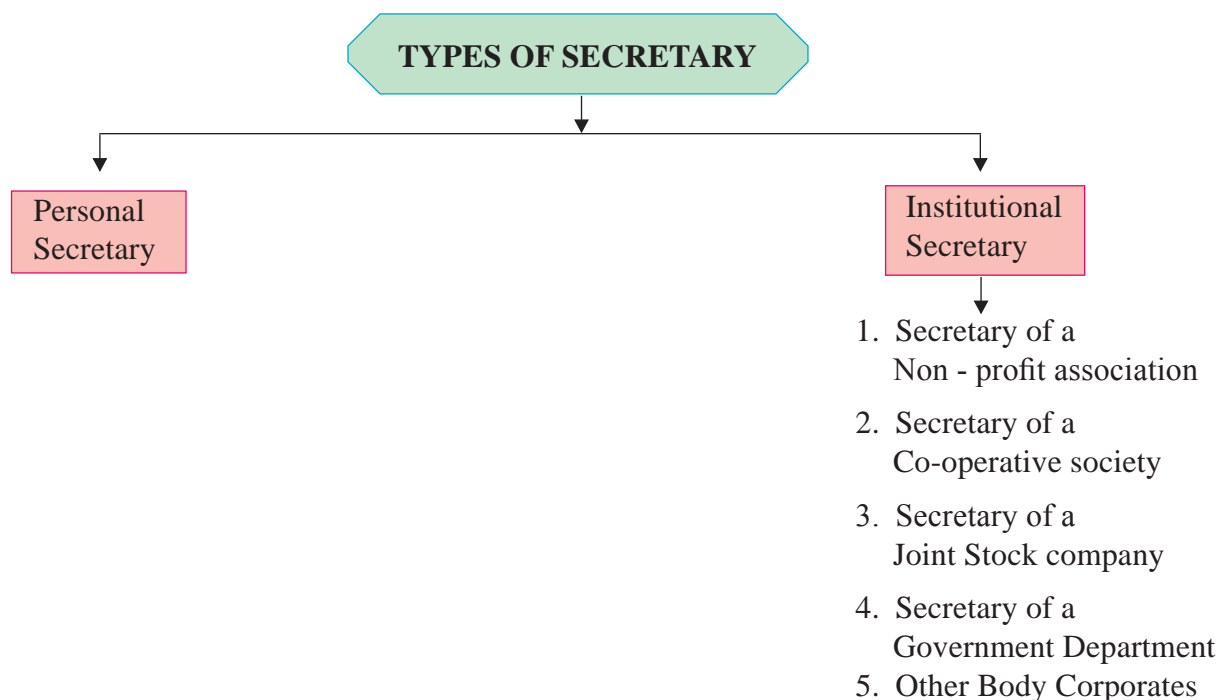 TYPES OF SECRETARY
Personal
Secretary
Institutional
Secretary
1. Secretary of a
Non - profit association
2. Secretary of a
Co-operative society
3. Secretary of a
Joint Stock company
4. Secretary of a
Government Department
5. Other Body Corporates